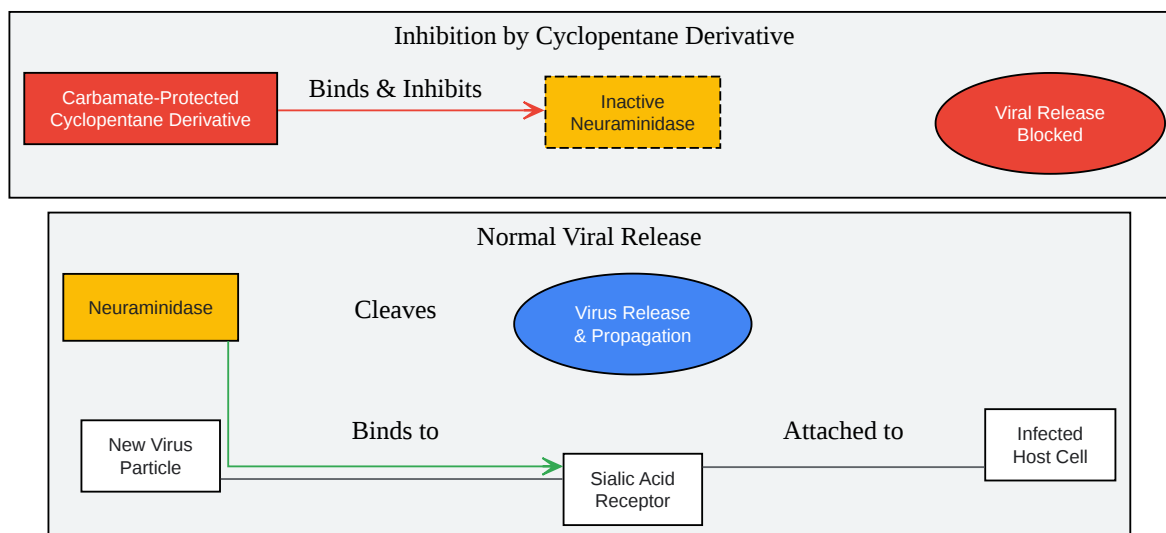 Inhibition by Cyclopentane Derivative
Carbamate-Protected
Cyclopentane Derivative
Binds & Inhibits
Inactive
Neuraminidase
Viral Release
Blocked
Normal Viral Release
Neuraminidase
Cleaves
Virus Release
& Propagation
New Virus
Particle
Binds to
Sialic Acid
Receptor
Attached to
Infected
Host Cell